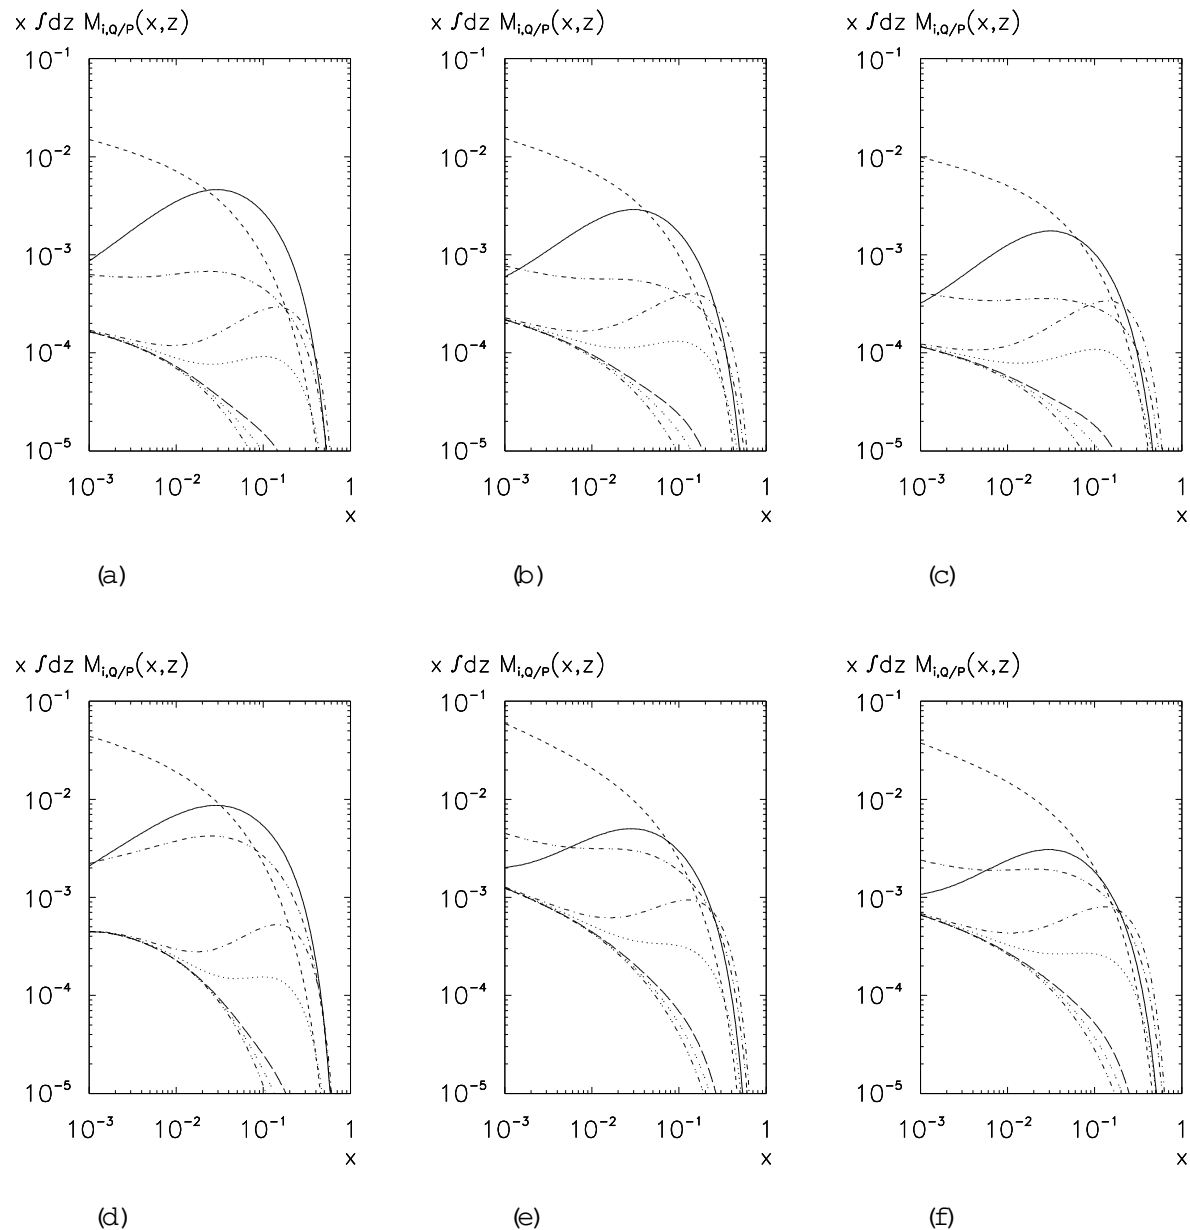 x ∫dz M_{i,Q/P}(x,z) x ∫dz M_{i,Q/P}(x,z) x ∫dz M_{i,Q/P}(x,z)
10⁻¹ 10⁻¹ 10⁻¹
10⁻² 10⁻² 10⁻²
10⁻³ 10⁻³ 10⁻³
10⁻⁴ 10⁻⁴ 10⁻⁴
10⁻⁵ 10⁻⁵ 10⁻⁵
10⁻³ 10⁻² 10⁻¹ 1 10⁻³ 10⁻² 10⁻¹ 1 10⁻³ 10⁻² 10⁻¹ 1
x x x
(a) (b) (c)
x ∫dz M_{i,Q/P}(x,z) x ∫dz M_{i,Q/P}(x,z) x ∫dz M_{i,Q/P}(x,z)
10⁻¹ 10⁻¹ 10⁻¹
10⁻² 10⁻² 10⁻²
10⁻³ 10⁻³ 10⁻³
10⁻⁴ 10⁻⁴ 10⁻⁴
10⁻⁵ 10⁻⁵ 10⁻⁵
10⁻³ 10⁻² 10⁻¹ 1 10⁻³ 10⁻² 10⁻¹ 1 10⁻³ 10⁻² 10⁻¹ 1
x x x
(d) (e) (f)